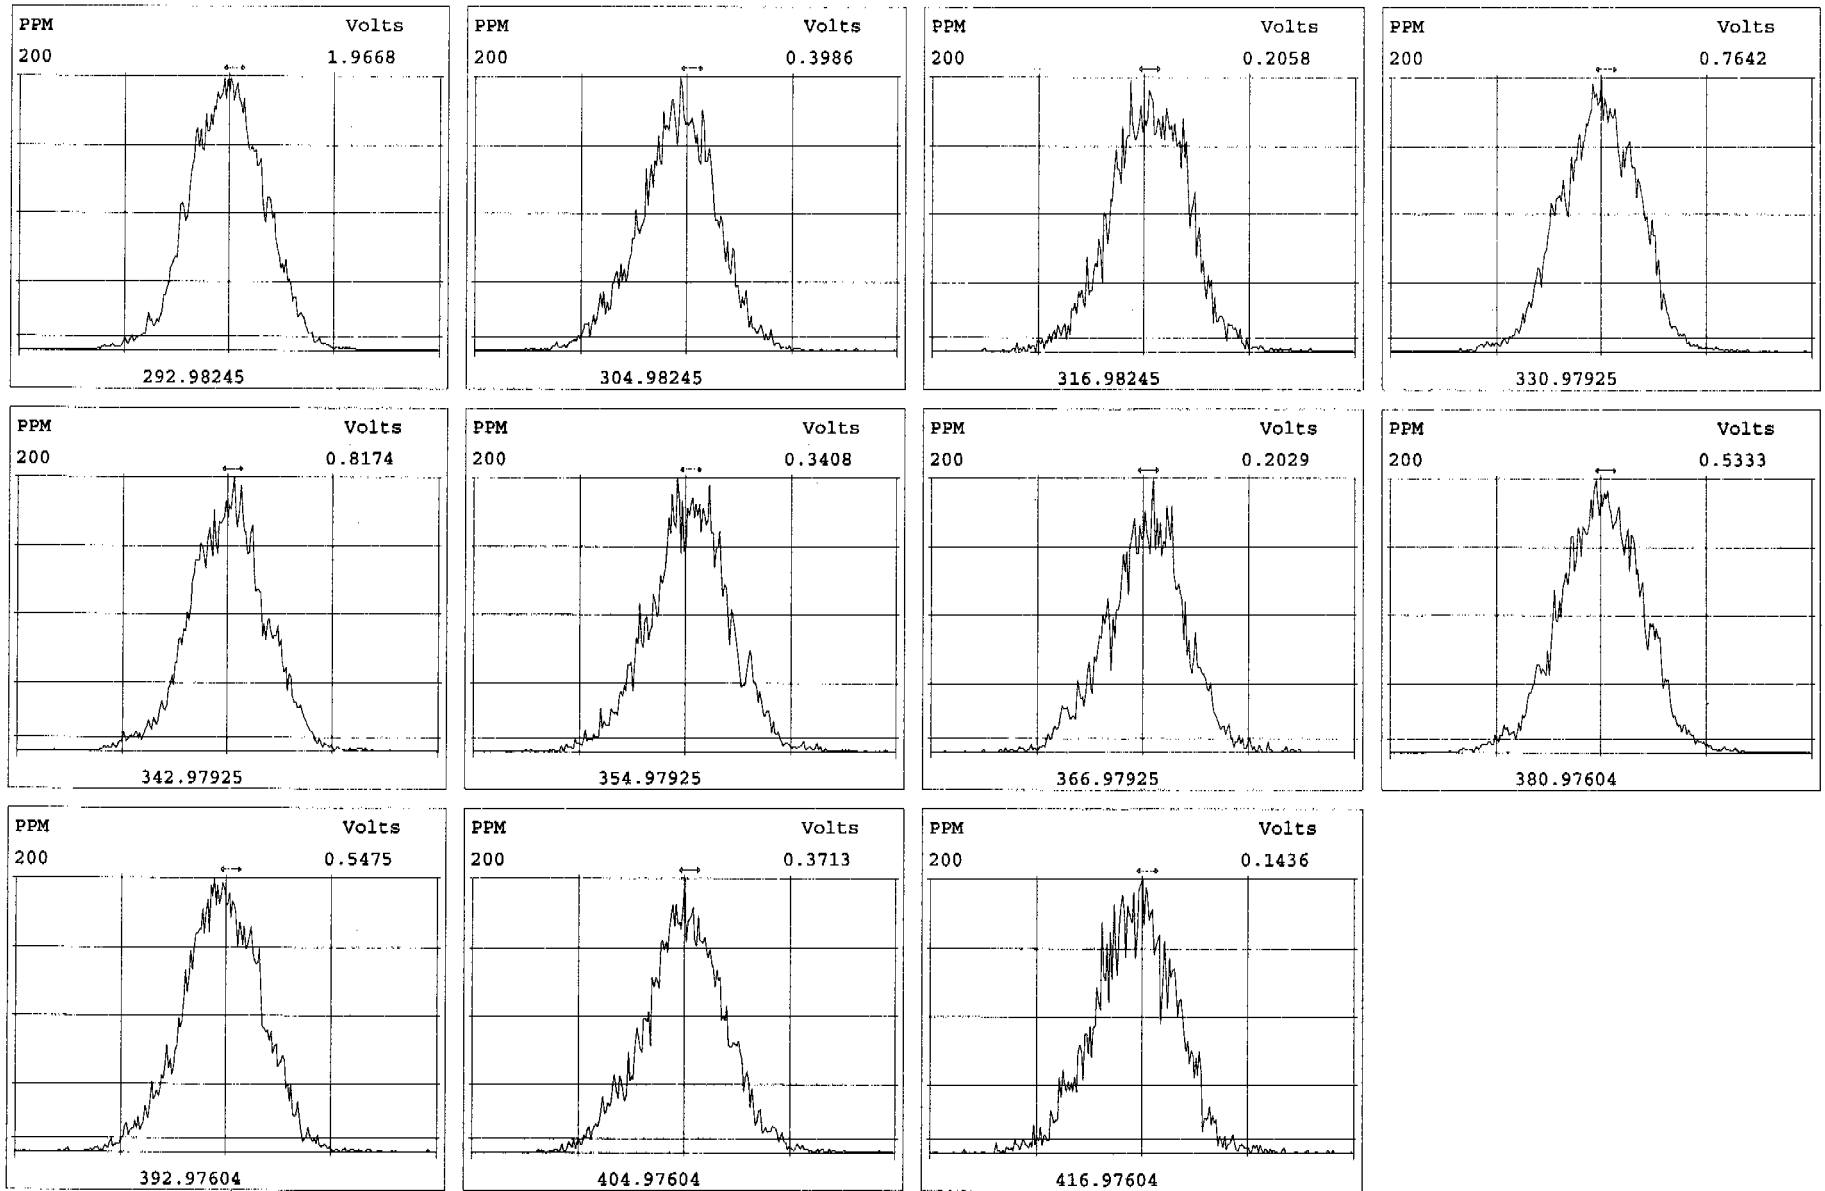 PPM Volts
200 1.9668
292.98245
PPM Volts
200 0.3986
304.98245
PPM Volts
200 0.2058
316.98245
PPM Volts
200 0.7642
330.97925
PPM Volts
200 0.8174
342.97925
PPM Volts
200 0.3408
354.97925
PPM Volts
200 0.2029
366.97925
PPM Volts
200 0.5333
380.97604
PPM Volts
200 0.5475
392.97604
PPM Volts
200 0.3713
404.97604
PPM Volts
200 0.1436
416.97604